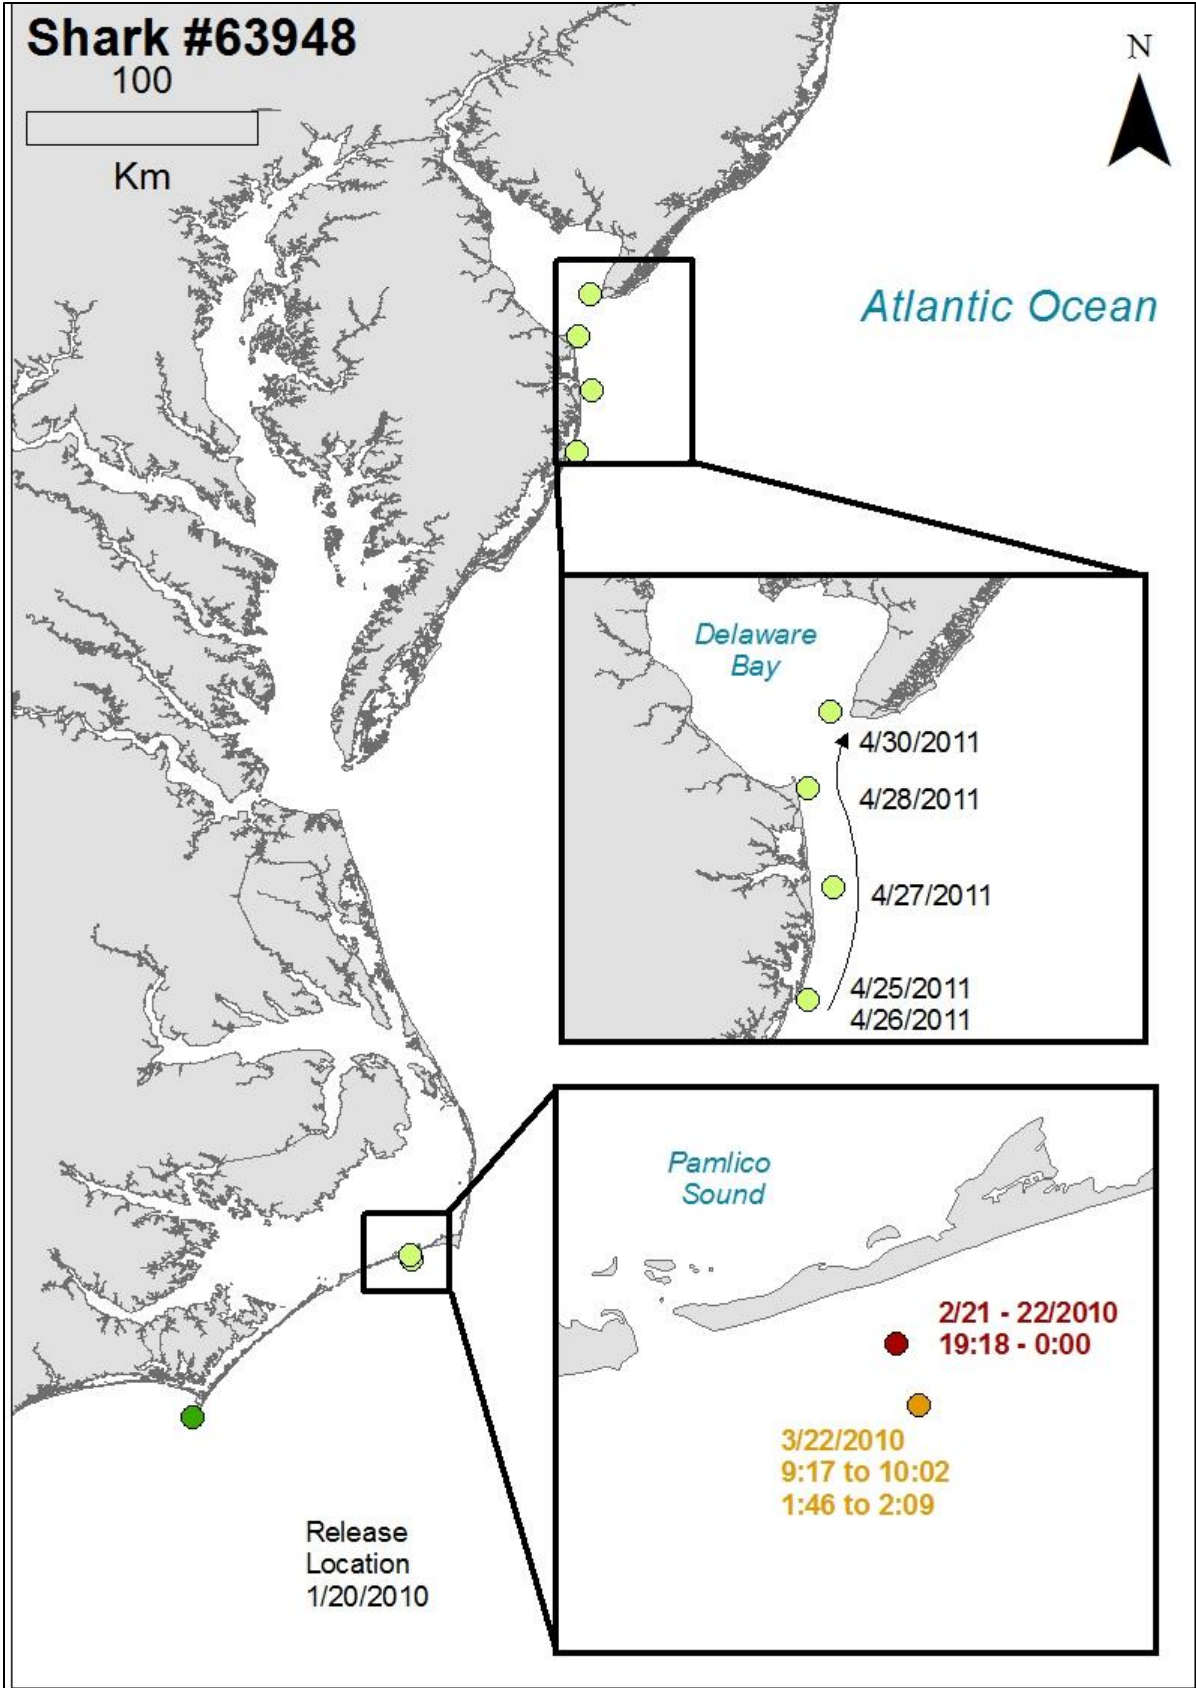 Shark #63948
100
Km
N
Atlantic Ocean
Delaware
Bay
4/30/2011
4/28/2011
4/27/2011
4/25/2011
4/26/2011
Pamlico
Sound
2/21 - 22/2010
19:18 - 0:00
3/22/2010
9:17 to 10:02
1:46 to 2:09
Release
Location
1/20/2010